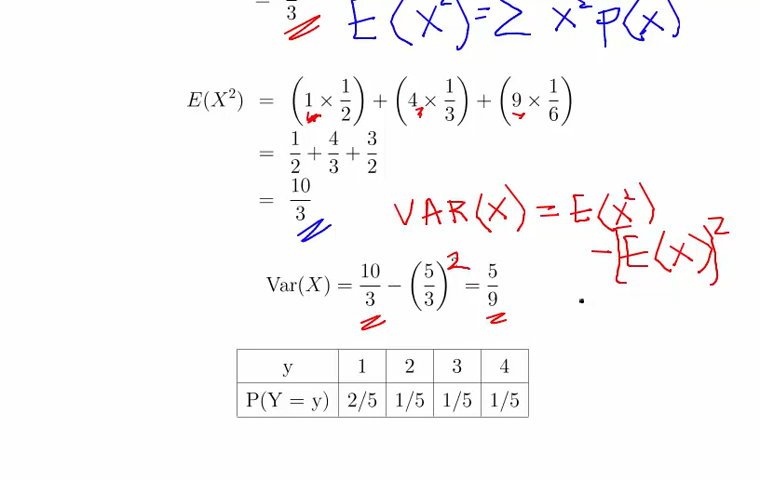 = 5/3
E(X²) = Σ x² P(x)
E(X²) = (1 × 1/2) + (4 × 1/3) + (9 × 1/6)
= 1/2 + 4/3 + 3/2
= 10/3
VAR(X) = E(X²)
- [E(X)]²
Var(X) = 10/3 − (5/3)² = 5/9
y 1 2 3 4
P(Y = y) 2/5 1/5 1/5 1/5